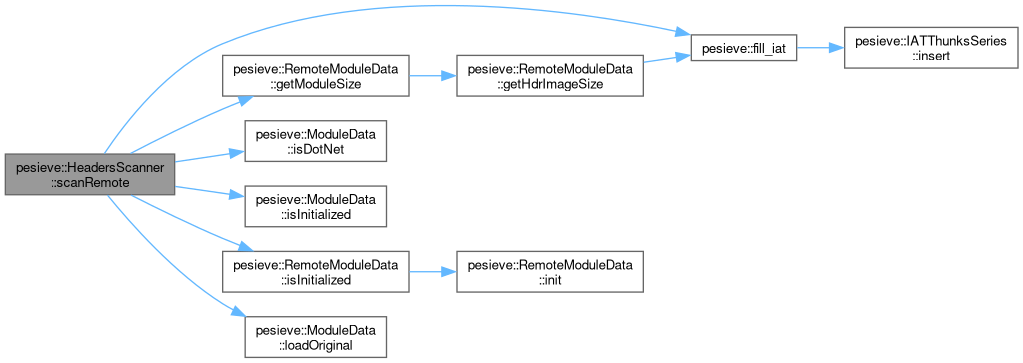 pesieve::HeadersScanner
::scanRemote
pesieve::fill_iat
pesieve::IATThunksSeries
::insert
pesieve::RemoteModuleData
::getModuleSize
pesieve::RemoteModuleData
::getHdrImageSize
pesieve::ModuleData
::isDotNet
pesieve::ModuleData
::isInitialized
pesieve::RemoteModuleData
::isInitialized
pesieve::RemoteModuleData
::init
pesieve::ModuleData
::loadOriginal